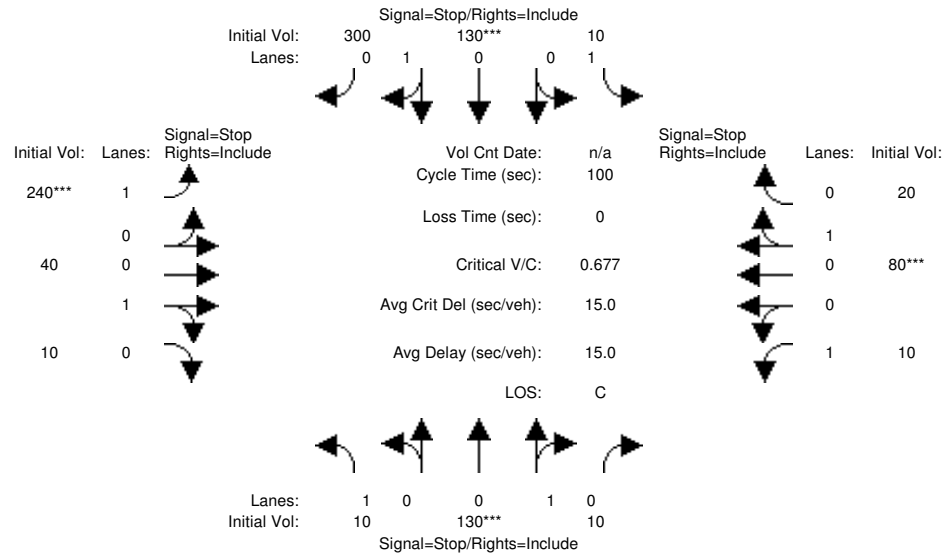 Signal=Stop/Rights=Include
Initial Vol: 300 130*** 10
Lanes: 0 1 0 0 1
Signal=Stop
Rights=Include
Signal=Stop
Rights=Include
Initial Vol: Lanes: Vol Cnt Date: n/a Lanes: Initial Vol:
Cycle Time (sec): 100
240*** 1 0 20
Loss Time (sec): 0
0 1
40 0 Critical V/C: 0.677 0 80***
1 Avg Crit Del (sec/veh): 15.0 0
10 0 Avg Delay (sec/veh): 15.0 1 10
LOS: C
Lanes: 1 0 0 1 0
Initial Vol: 10 130*** 10
Signal=Stop/Rights=Include